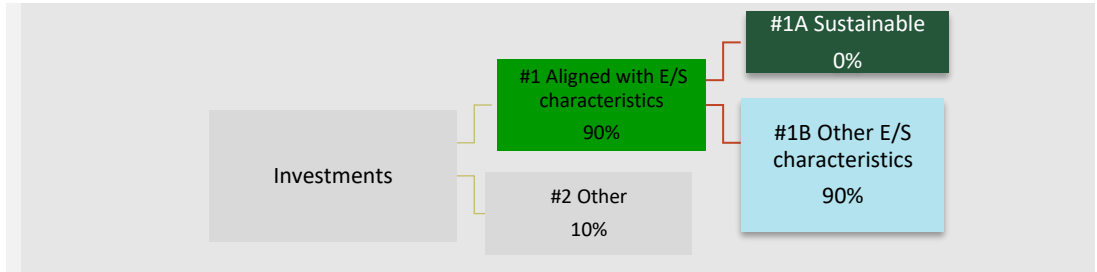 Investments
#1 Aligned with E/S
characteristics
90%
#2 Other
10%
#1A Sustainable
0%
#1B Other E/S
characteristics
90%